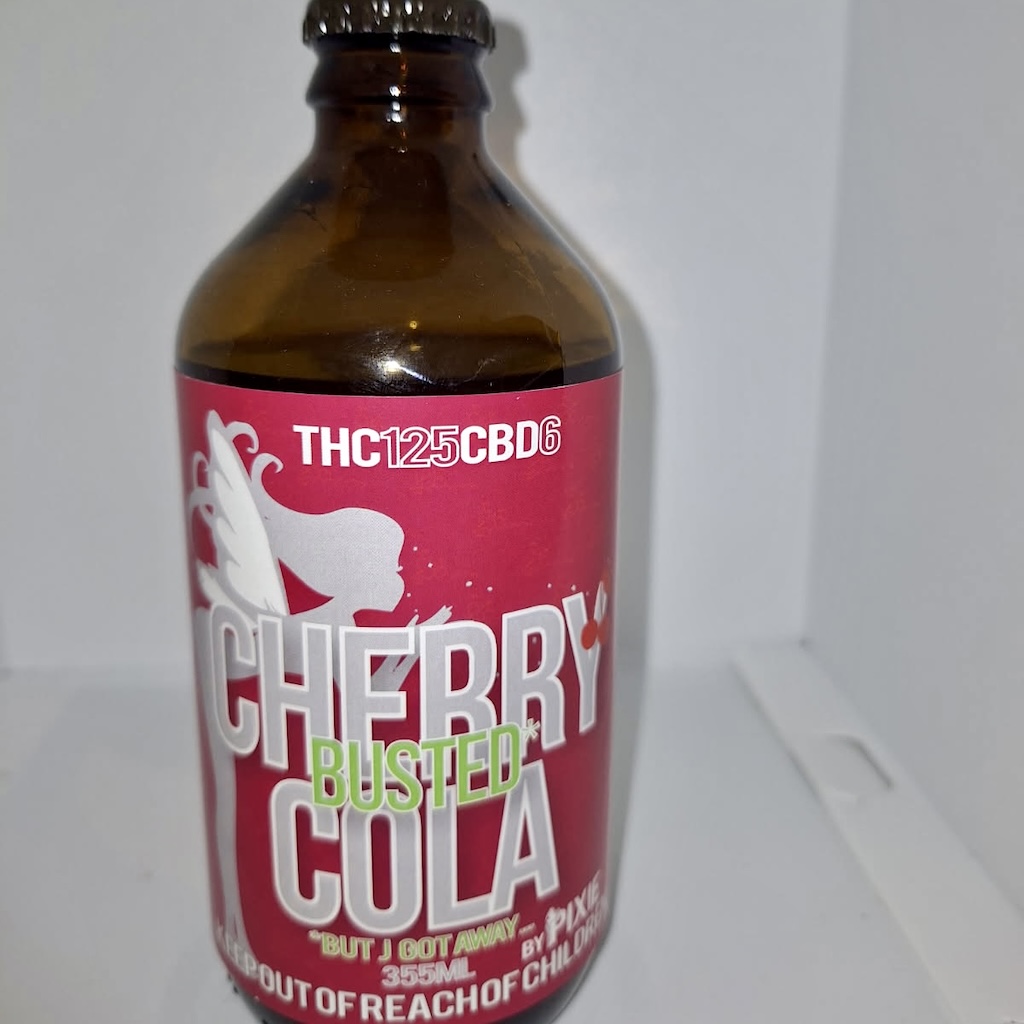 THC125CBD6
CHERRY
BUSTED*
COLA
*BUT J GOT AWAY...
BY PIXIE
355ML
KEEP OUT OF REACH OF CHILDREN